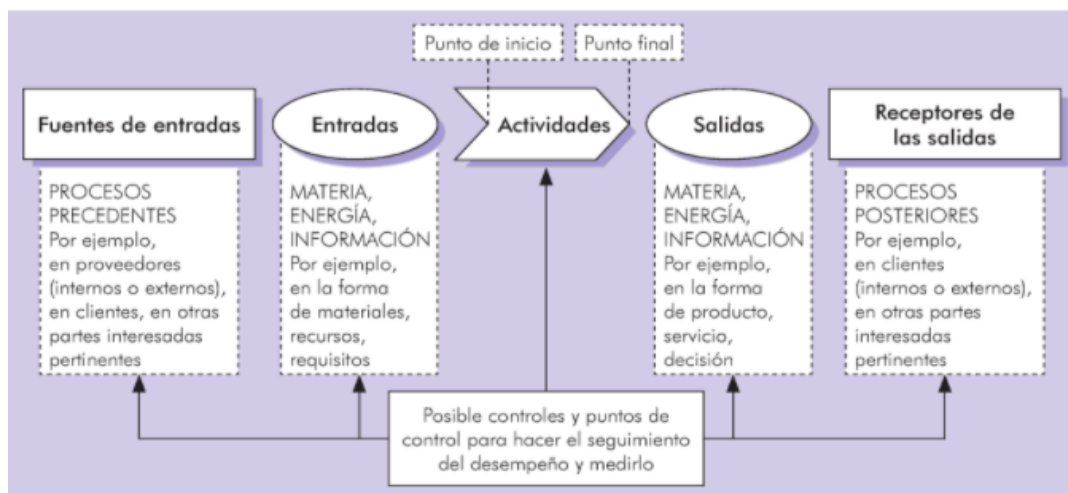 Punto de inicio
Punto final
Fuentes de entradas
Entradas
Actividades
Salidas
Receptores de
las salidas
PROCESOS
PRECEDENTES
Por ejemplo,
en proveedores
(internos o externos),
en clientes, en otras
partes interesadas
pertinentes
MATERIA,
ENERGÍA,
INFORMACIÓN
Por ejemplo,
en la forma
de materiales,
recursos,
requisitos
MATERIA,
ENERGÍA,
INFORMACIÓN
Por ejemplo,
en la forma
de producto,
servicio,
decisión
PROCESOS
POSTERIORES
Por ejemplo,
en clientes
(internos o externos),
en otras partes
interesadas
pertinentes
Posible controles y puntos de
control para hacer el seguimiento
del desempeño y medirlo